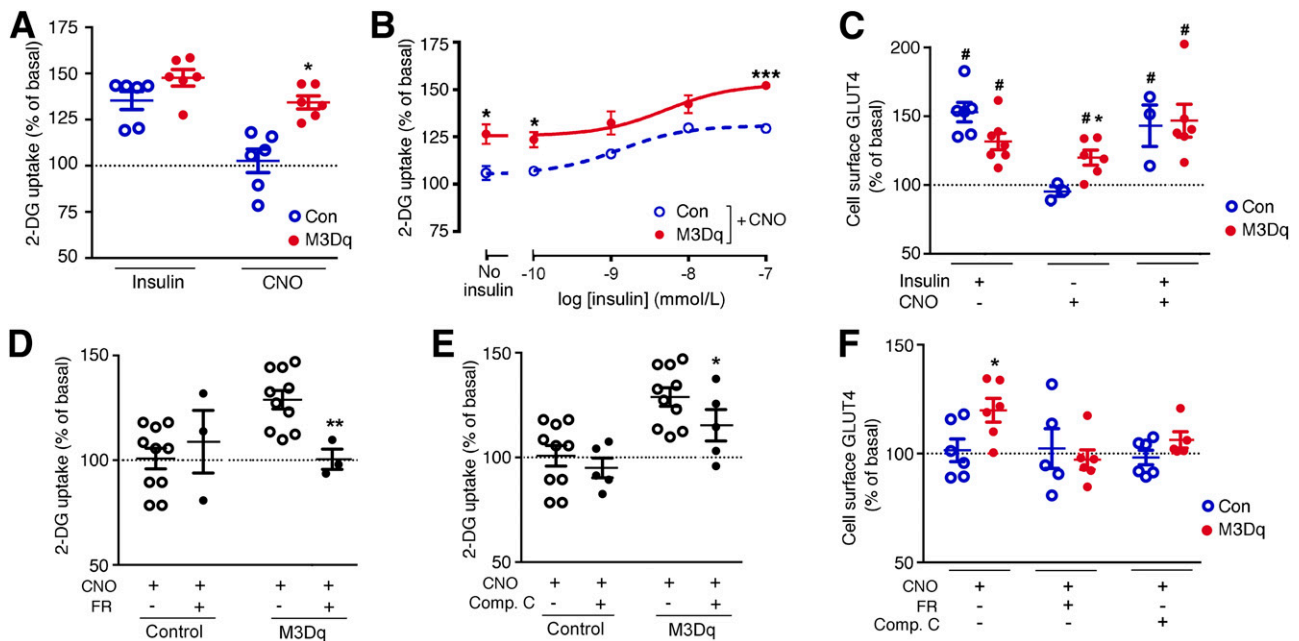 A
2-DG uptake (% of basal)
175
150
125
100
75
50
*
Con
M3Dq
Insulin
CNO
B
2-DG uptake (% of basal)
175
150
125
100
75
*
*
***
Con
M3Dq
+CNO
No
insulin
-10
-9
-8
-7
log [insulin] (mmol/L)
C
Cell surface GLUT4
(% of basal)
200
150
100
50
#
#
# *
#
#
Con
M3Dq
Insulin + - +
CNO - + +
D
2-DG uptake (% of basal)
150
100
50
**
CNO + + + +
FR - + - +
Control
M3Dq
E
2-DG uptake (% of basal)
150
100
50
*
CNO + + + +
Comp. C - + - +
Control
M3Dq
F
Cell surface GLUT4
(% of basal)
150
100
50
*
Con
M3Dq
CNO + + +
FR - + -
Comp. C - - +